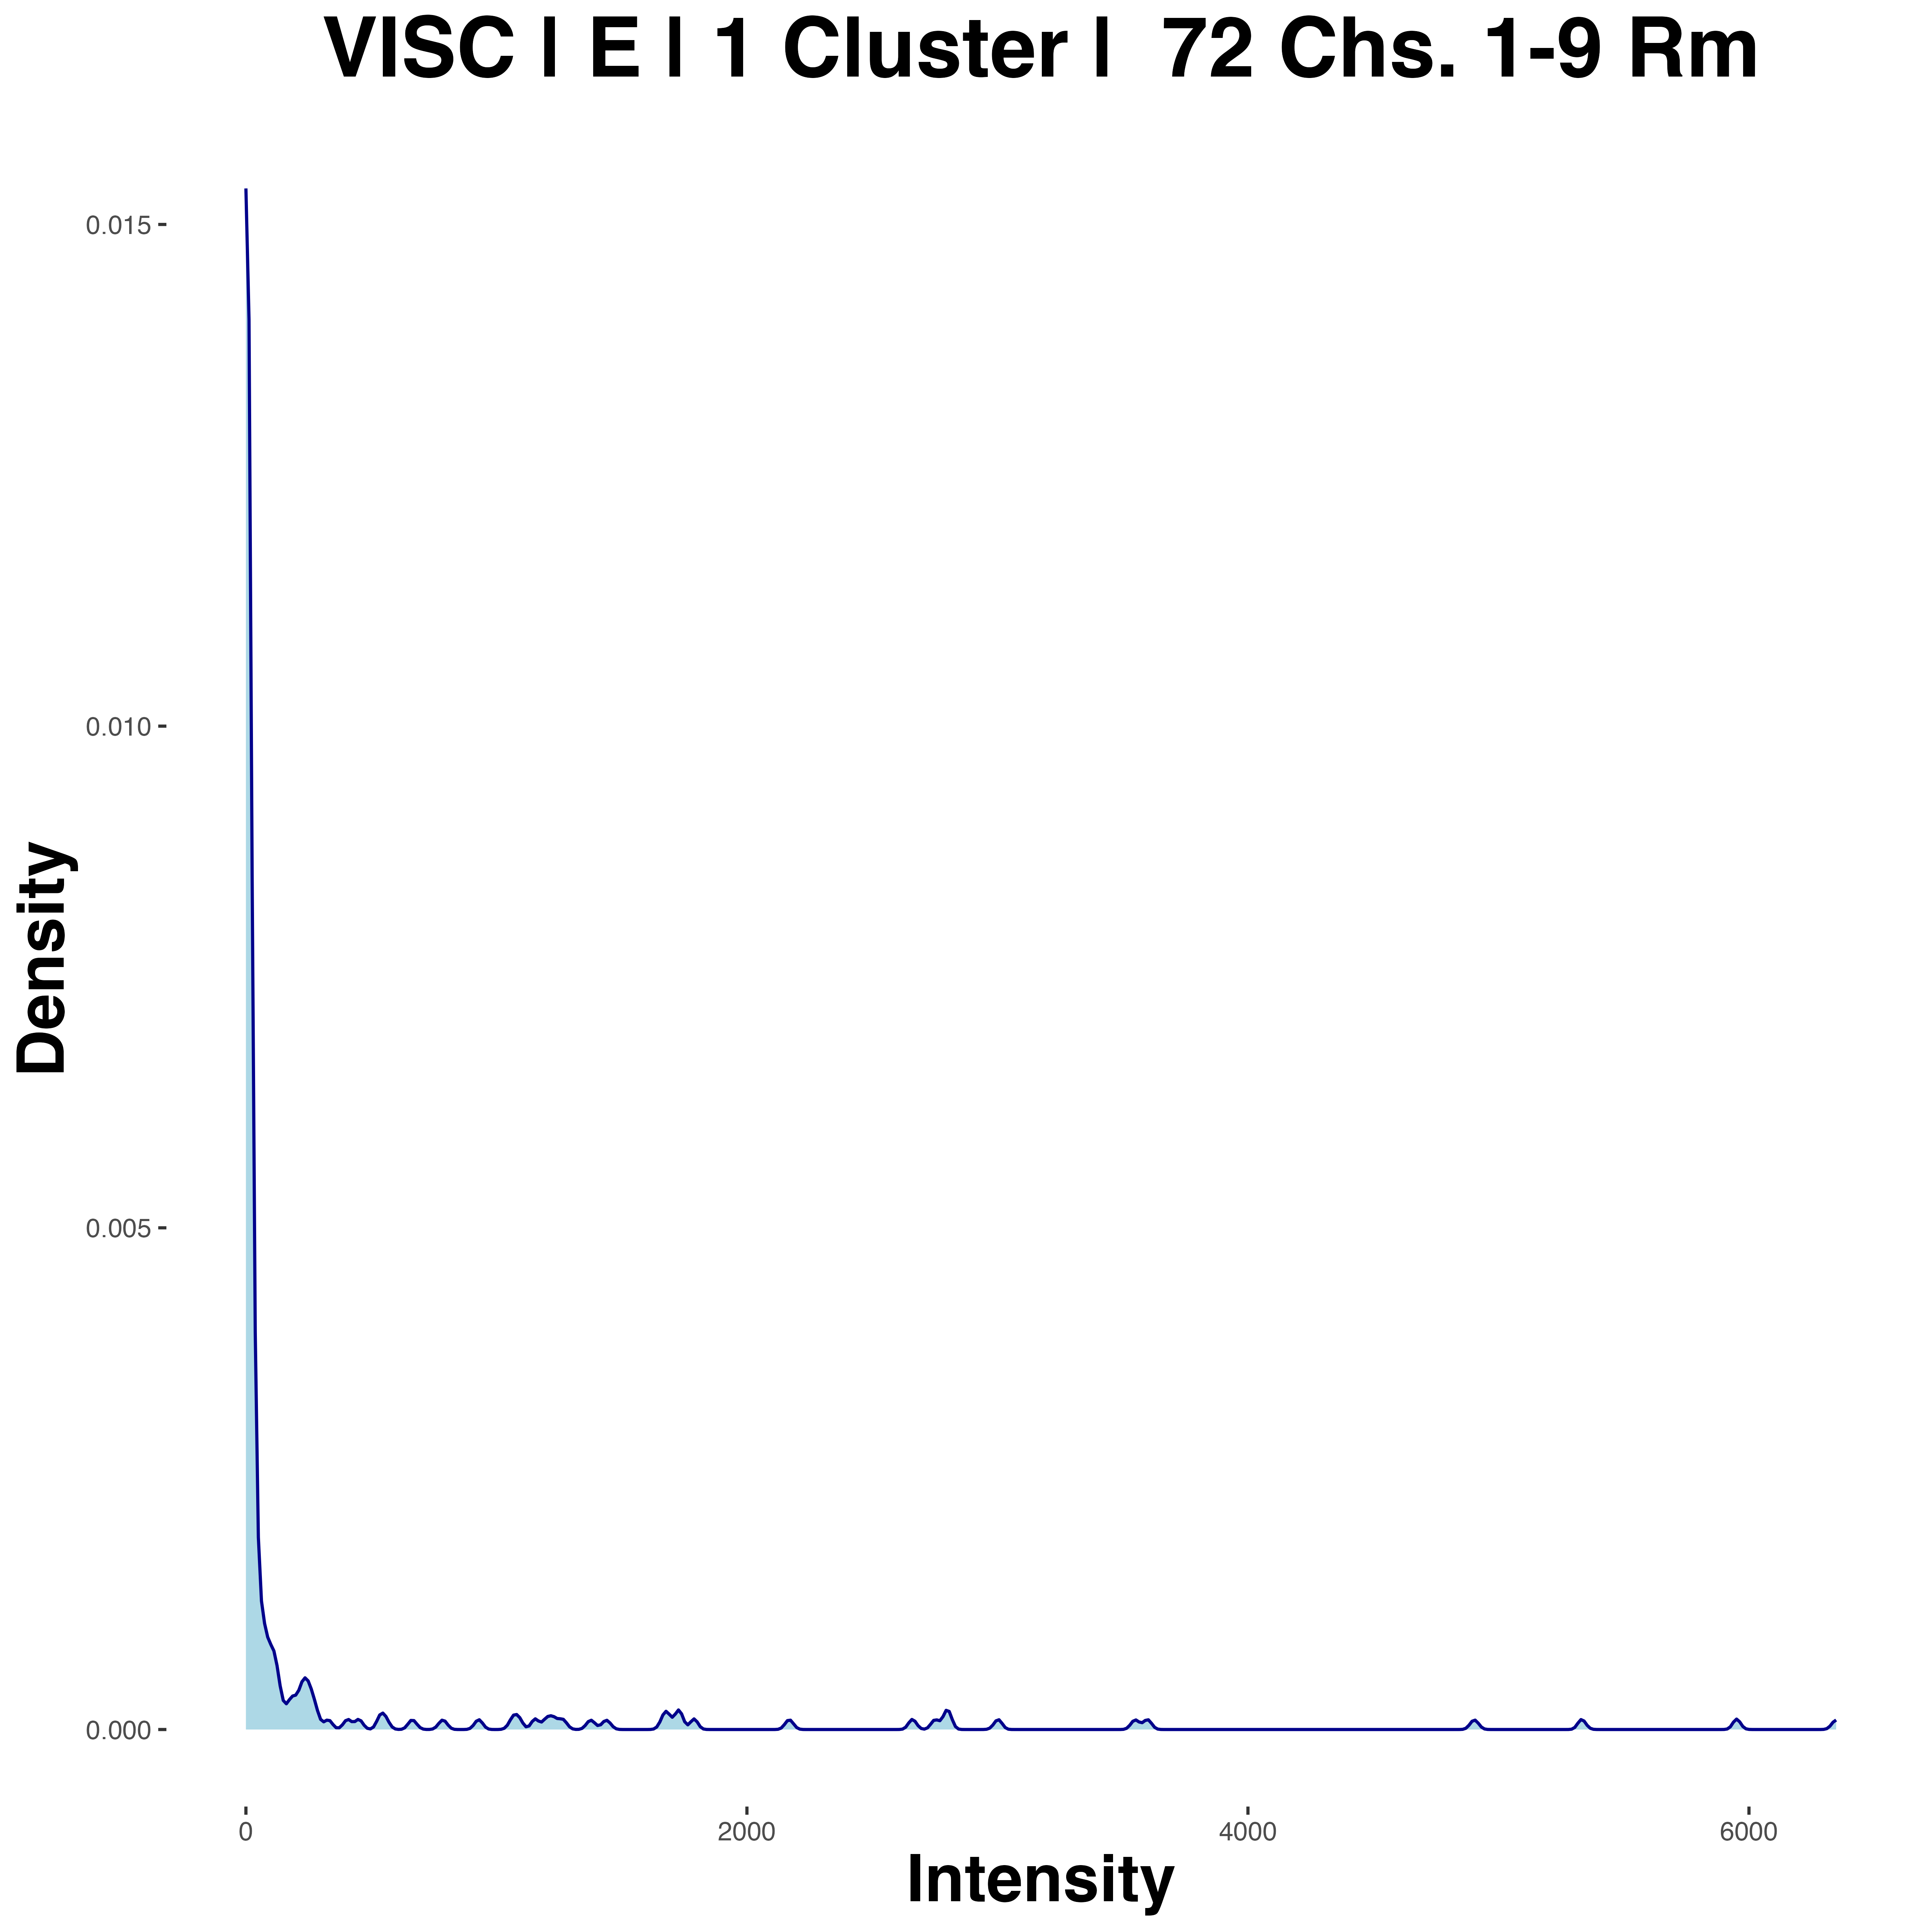 VISC | E | 1 Cluster |  72 Chs. 1-9 Rm
0.015
0.010
0.005
0.000
Density
0 2000 4000 6000
Intensity